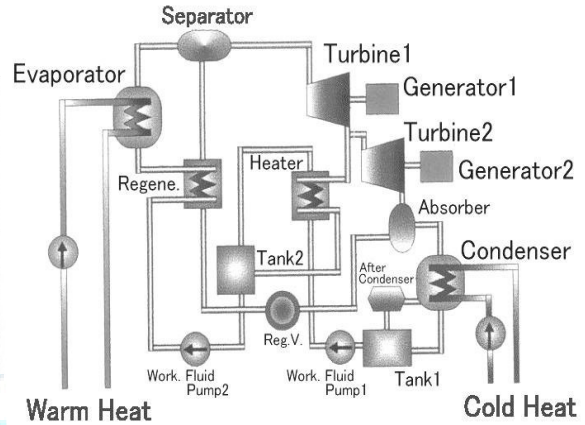 Separator
Evaporator
Turbine1
Generator1
Turbine2
Heater
Regene.
Generator2
Absorber
Tank2
After
Condenser
Condenser
Reg.V.
Work. Fluid
Pump2
Work. Fluid
Pump1
Tank1
Warm Heat
Cold Heat